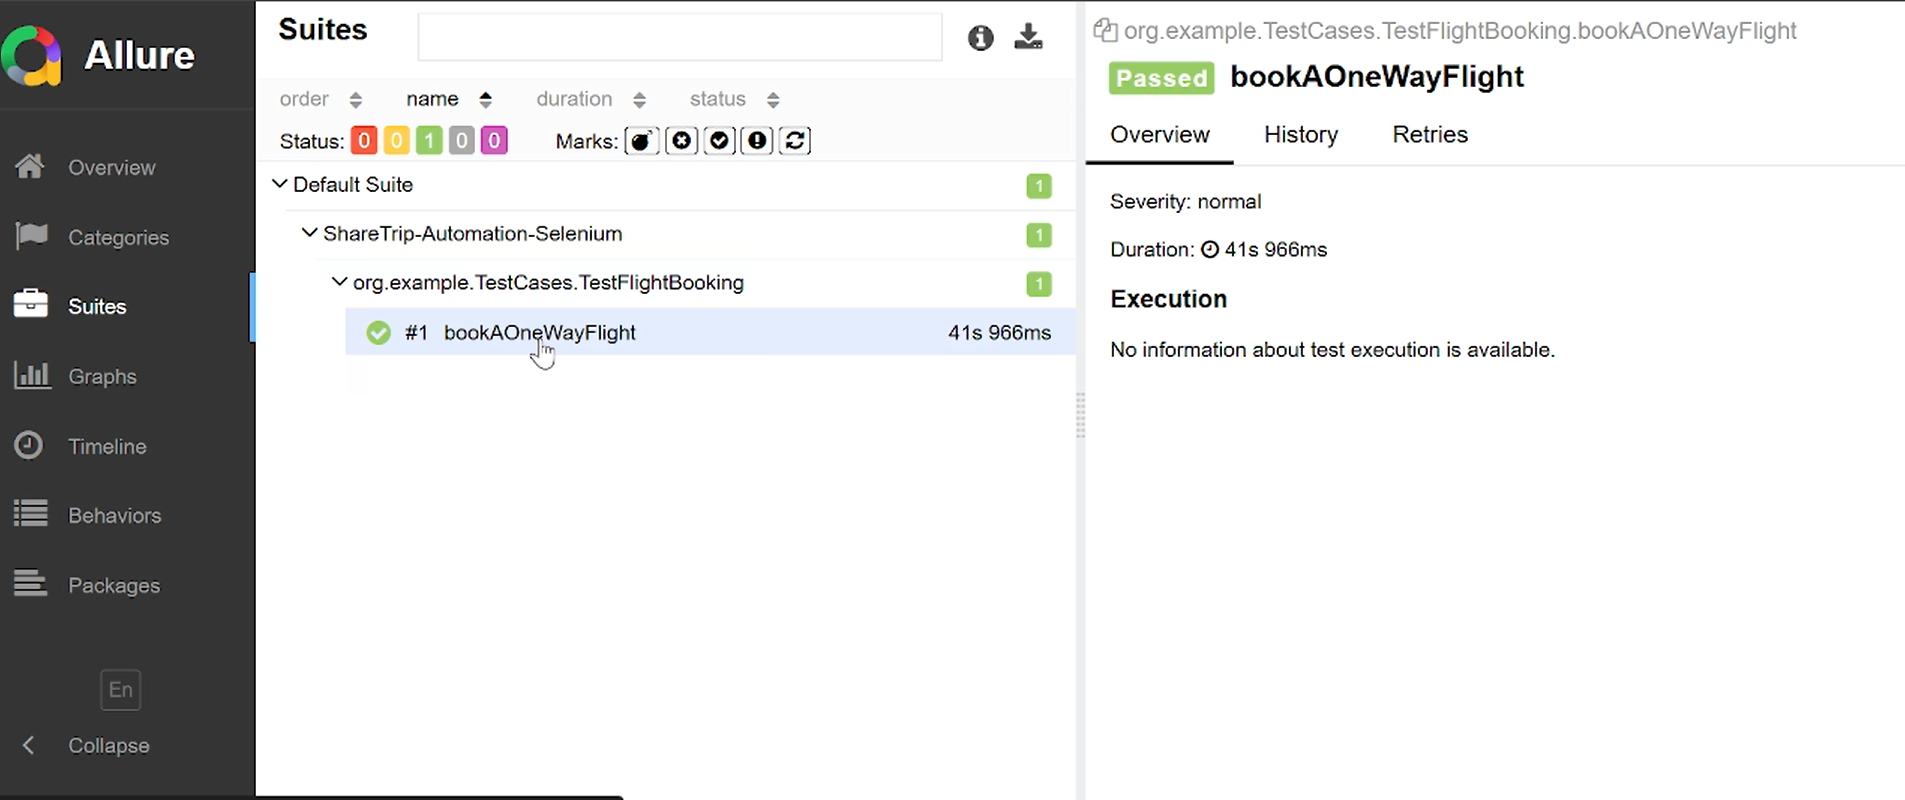 Allure
Overview
Categories
Suites
Graphs
Timeline
Behaviors
Packages
En
Collapse
Suites
order name duration status
Status: 0 0 1 0 0 Marks:
Default Suite 1
ShareTrip-Automation-Selenium 1
org.example.TestCases.TestFlightBooking 1
#1 bookAOneWayFlight 41s 966ms
org.example.TestCases.TestFlightBooking.bookAOneWayFlight
Passed bookAOneWayFlight
Overview History Retries
Severity: normal
Duration: 41s 966ms
Execution
No information about test execution is available.